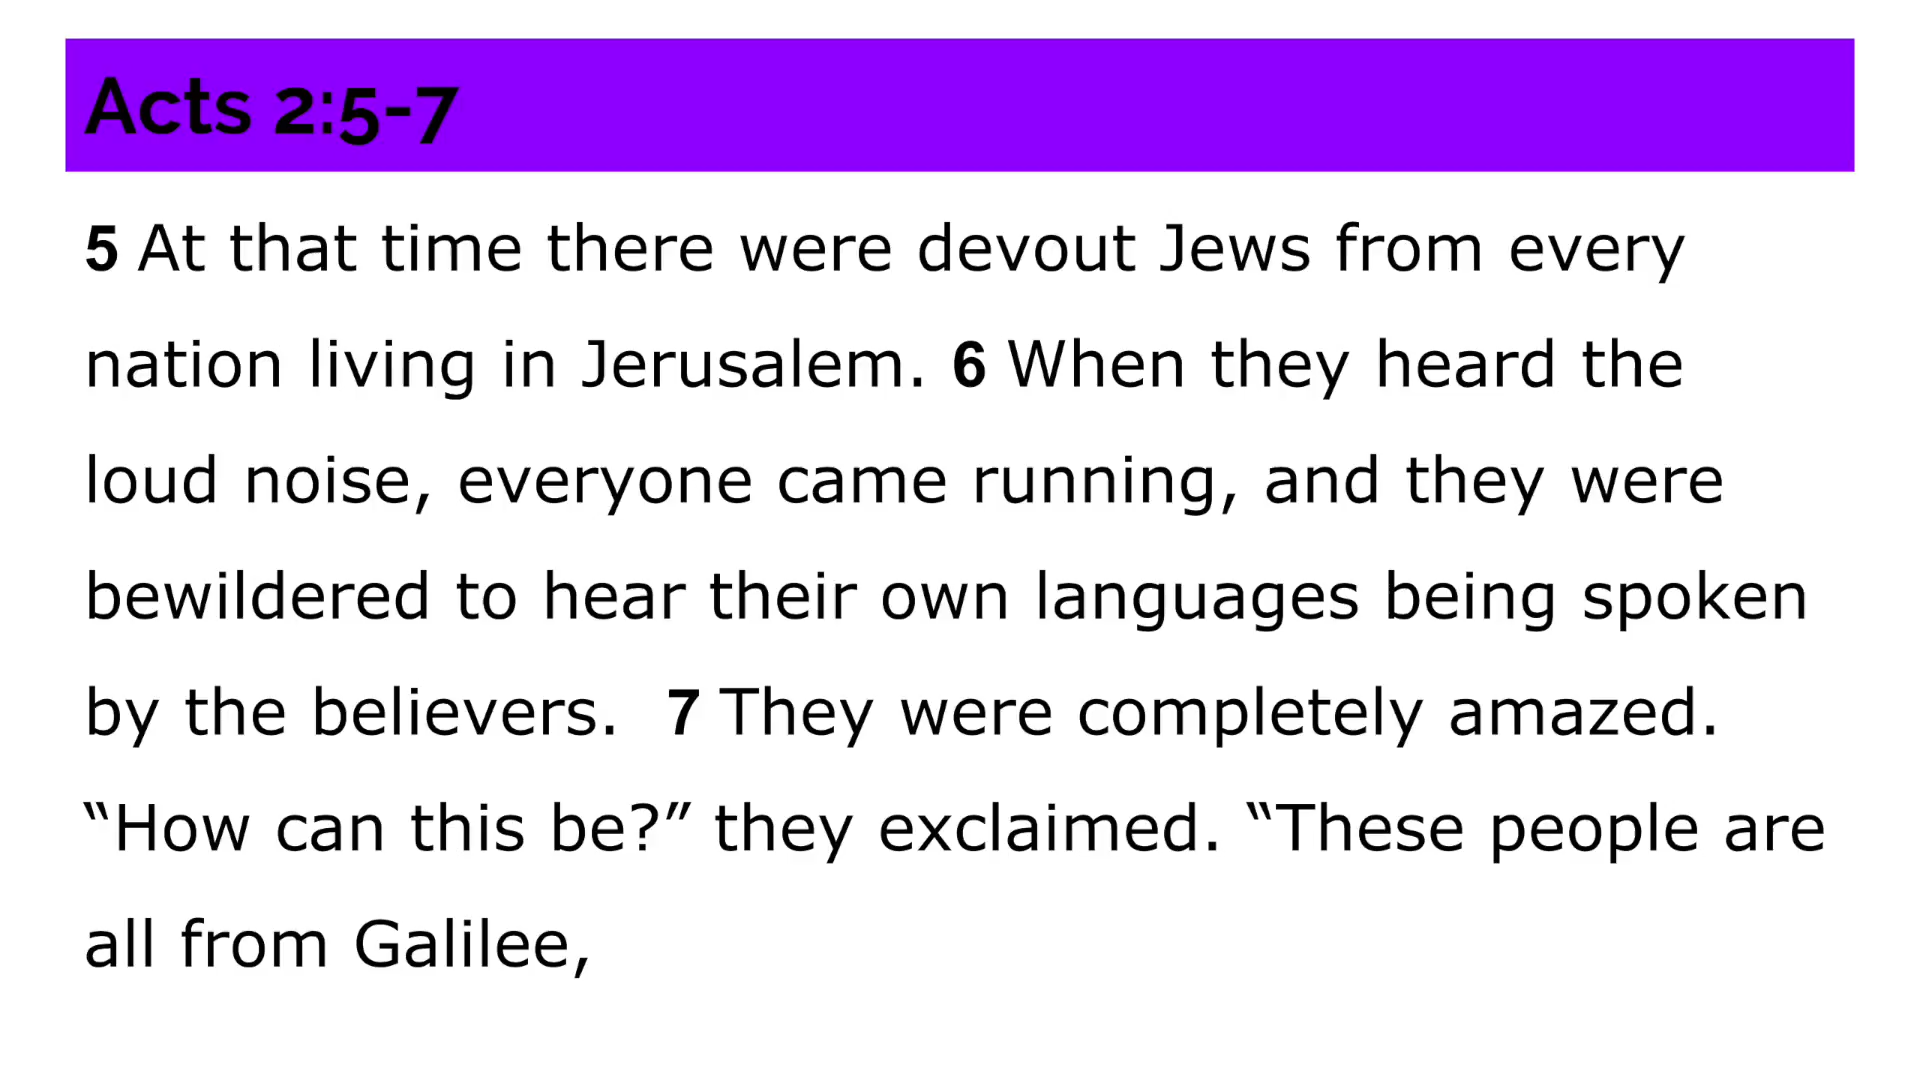 Acts 2:5-7
5 At that time there were devout Jews from every
nation living in Jerusalem. 6 When they heard the
loud noise, everyone came running, and they were
bewildered to hear their own languages being spoken
by the believers.  7 They were completely amazed.
“How can this be?” they exclaimed. “These people are
all from Galilee,